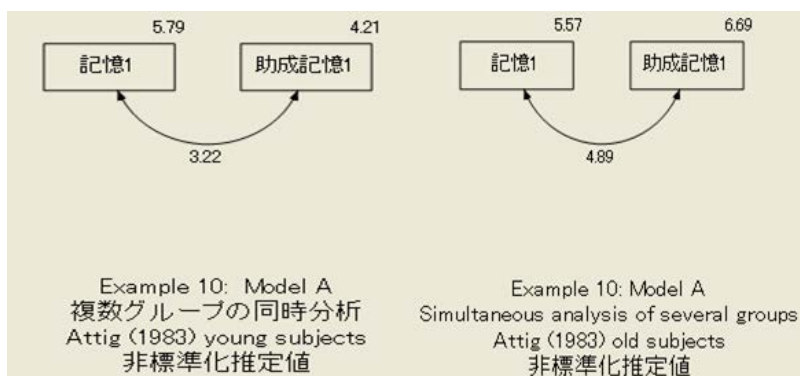 5.79
4.21
記憶1
助成記憶1
3.22
Example 10: Model A
複数グループの同時分析
Attig (1983) young subjects
非標準化推定値
5.57
6.69
記憶1
助成記憶1
4.89
Example 10: Model A
Simultaneous analysis of several groups
Attig (1983) old subjects
非標準化推定値